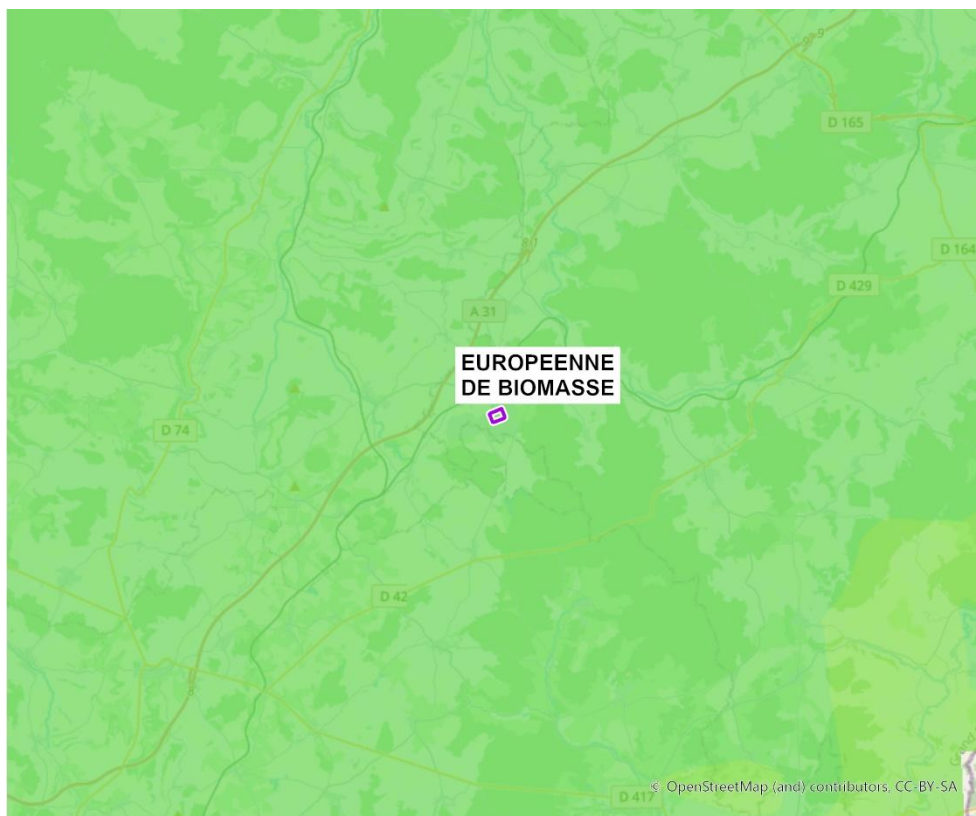 D 165
D 164
D 429
A 31
EUROPEENNE
DE BIOMASSE
D 74
D 42
D 417
© OpenStreetMap (and) contributors, CC-BY-SA